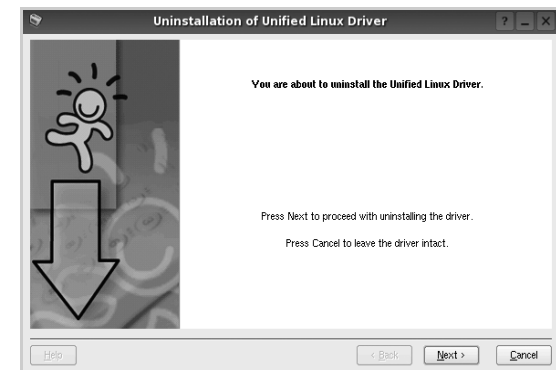 Uninstallation of Unified Linux Driver
? _ X
You are about to uninstall the Unified Linux Driver.
Press Next to proceed with uninstalling the driver.
Press Cancel to leave the driver intact.
Help
< Back
Next >
Cancel